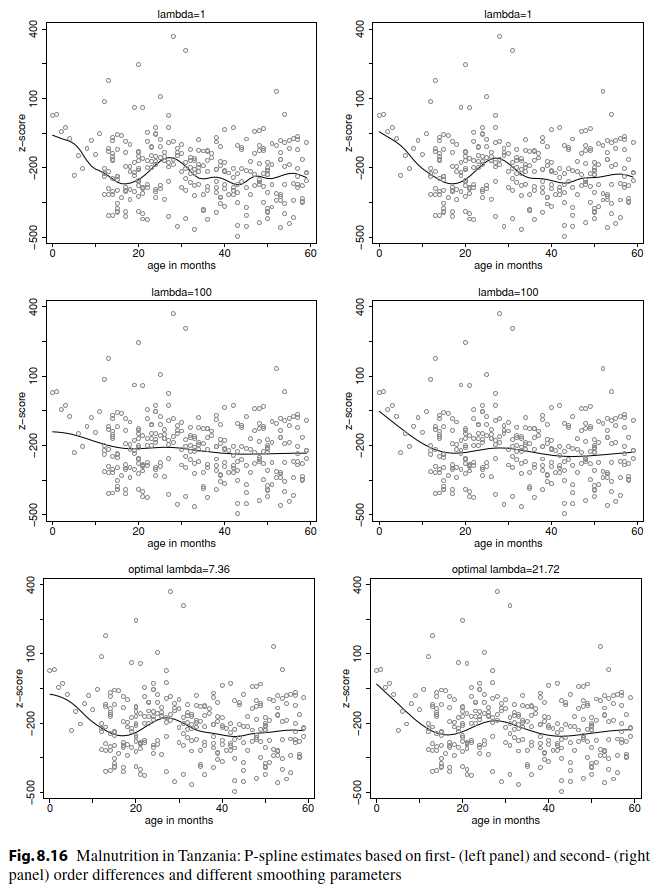 lambda=1
400
100
−200
−500
z−score
0
20
40
60
age in months
lambda=1
400
100
−200
−500
z−score
0
20
40
60
age in months
lambda=100
400
100
−200
−500
z−score
0
20
40
60
age in months
lambda=100
400
100
−200
−500
z−score
0
20
40
60
age in months
optimal lambda=7.36
400
100
−200
−500
z−score
0
20
40
60
age in months
optimal lambda=21.72
400
100
−200
−500
z−score
0
20
40
60
age in months
Fig. 8.16 Malnutrition in Tanzania: P-spline estimates based on first- (left panel) and second- (right
panel) order differences and different smoothing parameters